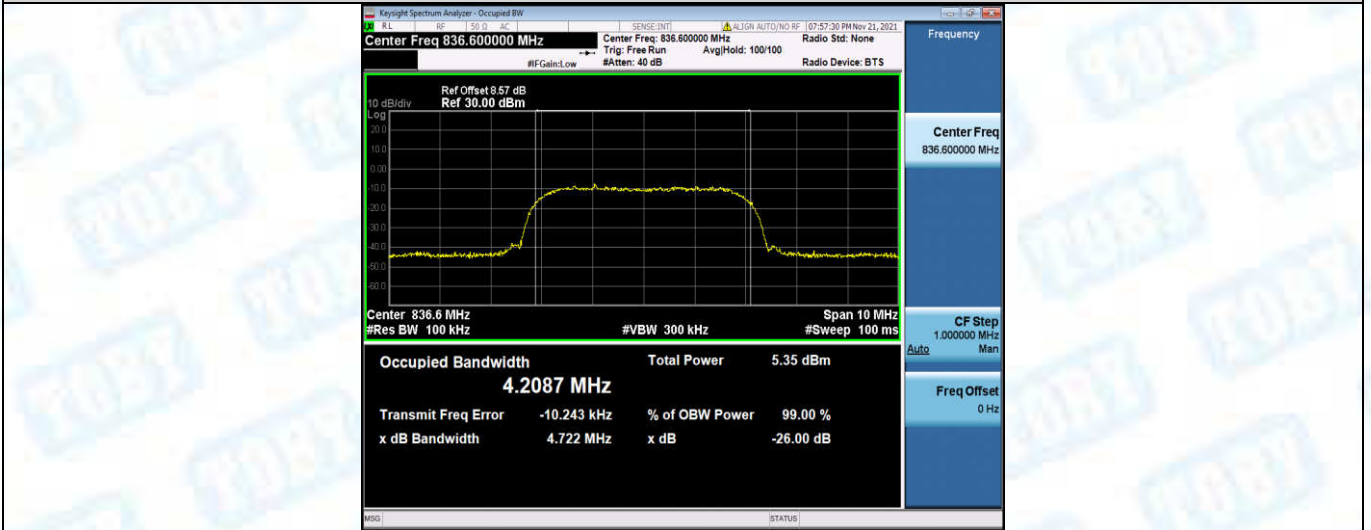 Keysight Spectrum Analyzer - Occupied BW
RL RF 50 Ω AC SENSE:INT ALIGN AUTO/NO RF 07:57:30 PM Nov 21, 2021
Center Freq 836.600000 MHz
Center Freq: 836.600000 MHz Radio Std: None
Trig: Free Run Avg|Hold: 100/100
#IFGain:Low #Atten: 40 dB Radio Device: BTS
Ref Offset 8.57 dB
10 dB/div Ref 30.00 dBm
Log
20.0
10.0
0.00
-10.0
-20.0
-30.0
-40.0
-50.0
-60.0
Center 836.6 MHz Span 10 MHz
#Res BW 100 kHz #VBW 300 kHz #Sweep 100 ms
Occupied Bandwidth Total Power 5.35 dBm
4.2087 MHz
Transmit Freq Error -10.243 kHz % of OBW Power 99.00 %
x dB Bandwidth 4.722 MHz x dB -26.00 dB
MSG STATUS
Frequency
Center Freq
836.600000 MHz
CF Step
1.000000 MHz
Auto Man
Freq Offset
0 Hz
TOBY